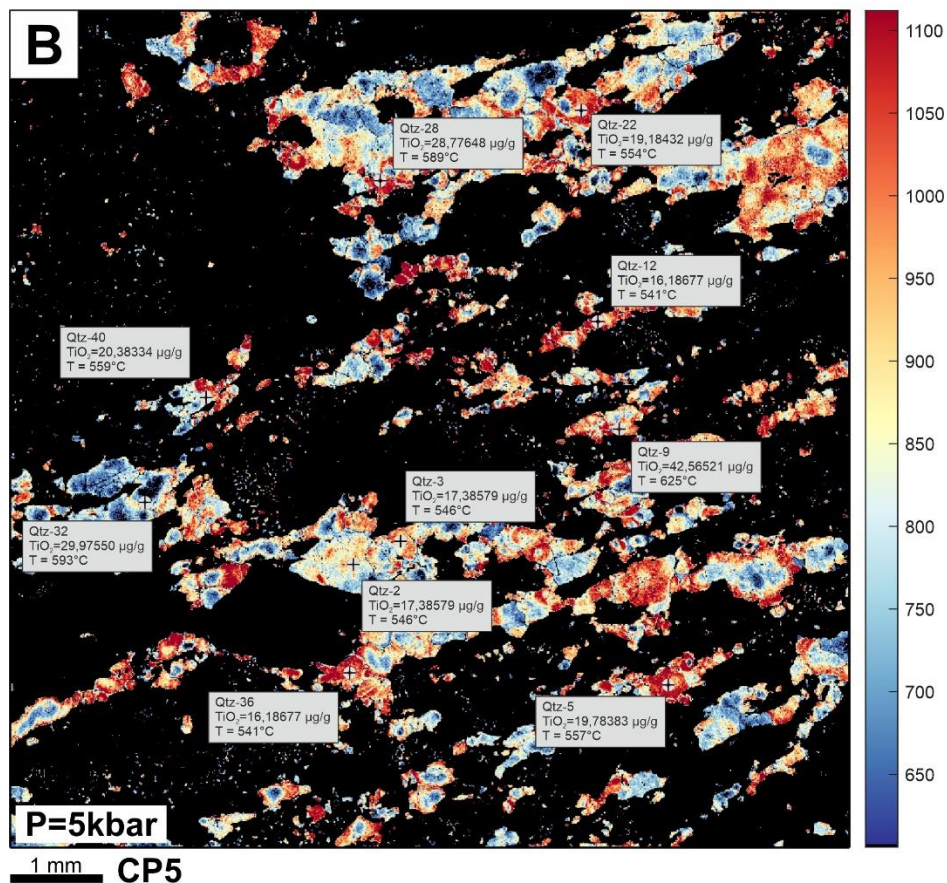 B
Qtz-28
TiO₂=28,77648 µg/g
T = 589°C
Qtz-22
TiO₂=19,18432 µg/g
T = 554°C
Qtz-12
TiO₂=16,18677 µg/g
T = 541°C
Qtz-40
TiO₂=20,38334 µg/g
T = 559°C
Qtz-9
TiO₂=42,56521 µg/g
T = 625°C
Qtz-3
TiO₂=17,38579 µg/g
T = 546°C
Qtz-32
TiO₂=29,97550 µg/g
T = 593°C
Qtz-2
TiO₂=17,38579 µg/g
T = 546°C
Qtz-36
TiO₂=16,18677 µg/g
T = 541°C
Qtz-5
TiO₂=19,78383 µg/g
T = 557°C
P=5kbar
1 mm CP5
1100
1050
1000
950
900
850
800
750
700
650